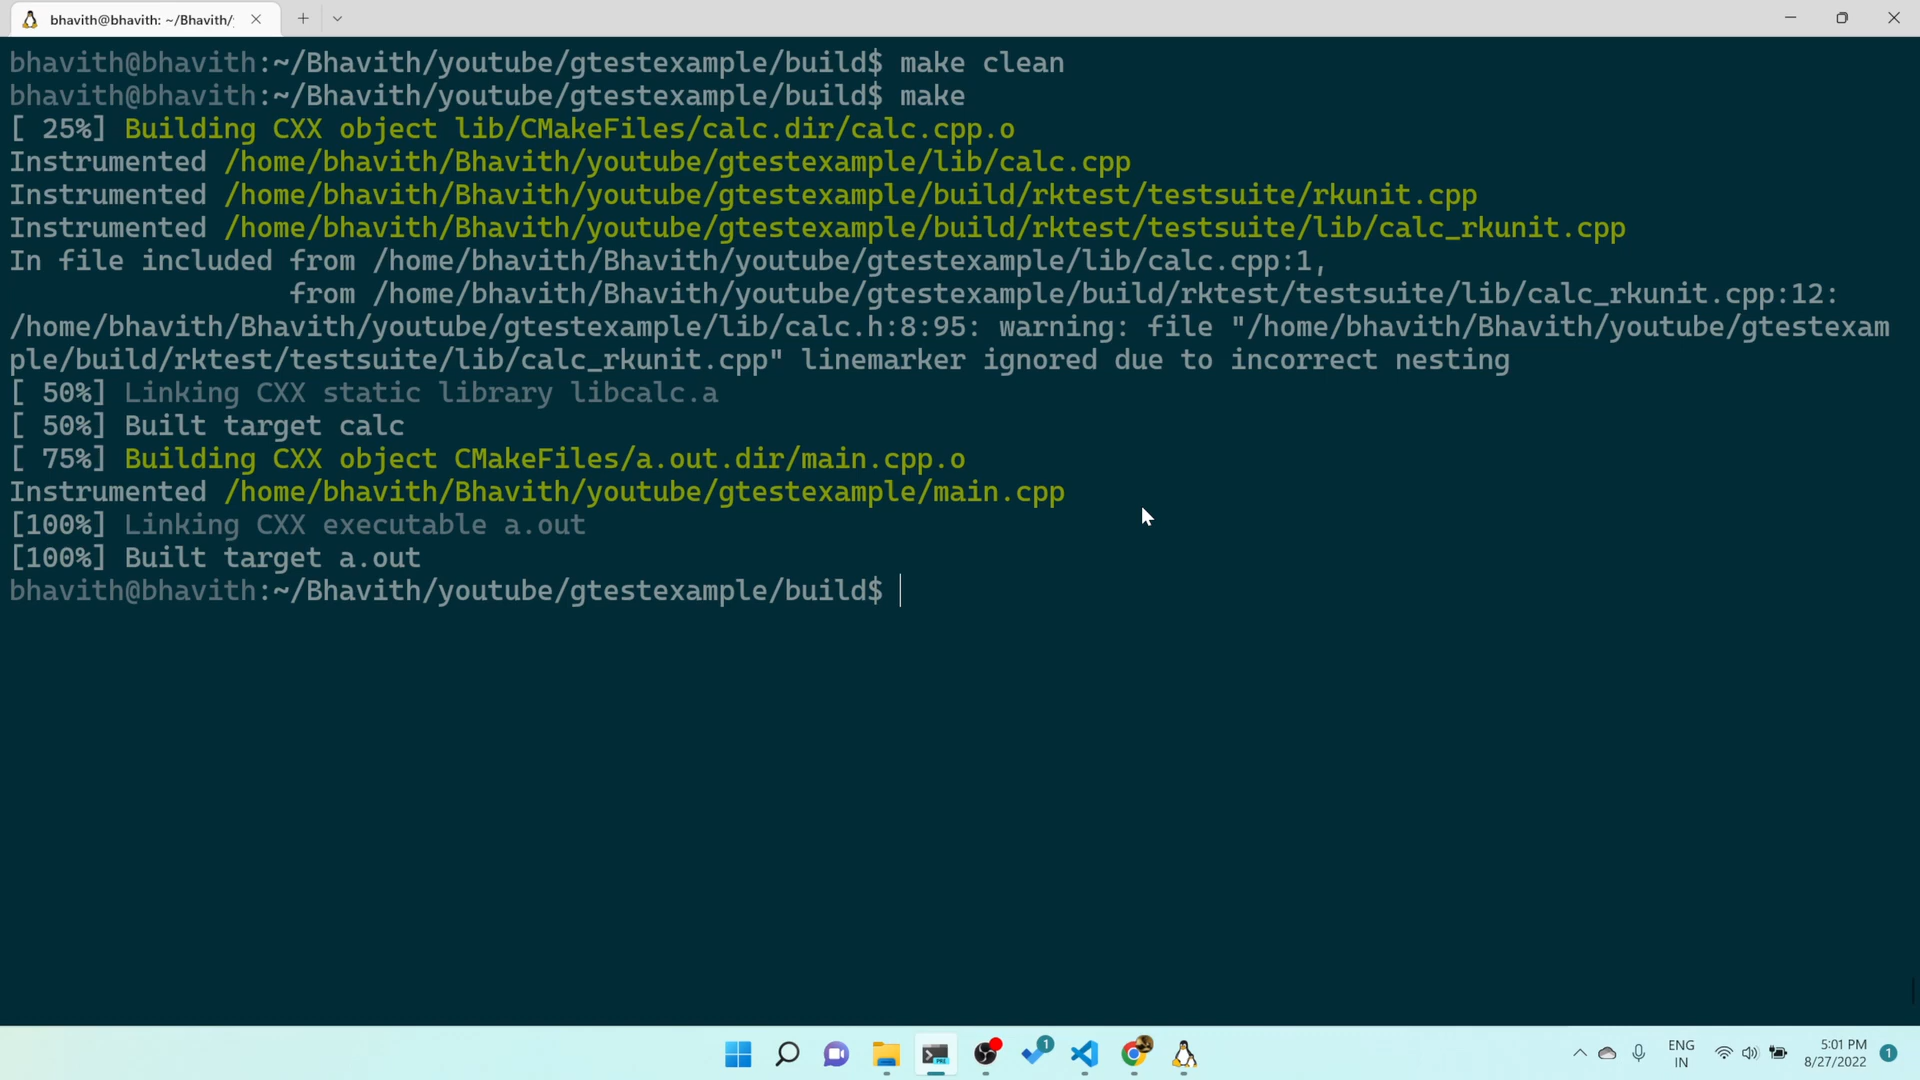 bhavith@bhavith: ~/Bhavith/
bhavith@bhavith:~/Bhavith/youtube/gtestexample/build$ make clean
bhavith@bhavith:~/Bhavith/youtube/gtestexample/build$ make
[ 25%] Building CXX object lib/CMakeFiles/calc.dir/calc.cpp.o
Instrumented /home/bhavith/Bhavith/youtube/gtestexample/lib/calc.cpp
Instrumented /home/bhavith/Bhavith/youtube/gtestexample/build/rktest/testsuite/rkunit.cpp
Instrumented /home/bhavith/Bhavith/youtube/gtestexample/build/rktest/testsuite/lib/calc_rkunit.cpp
In file included from /home/bhavith/Bhavith/youtube/gtestexample/lib/calc.cpp:1,
from /home/bhavith/Bhavith/youtube/gtestexample/build/rktest/testsuite/lib/calc_rkunit.cpp:12:
/home/bhavith/Bhavith/youtube/gtestexample/lib/calc.h:8:95: warning: file "/home/bhavith/Bhavith/youtube/gtestexam
ple/build/rktest/testsuite/lib/calc_rkunit.cpp" linemarker ignored due to incorrect nesting
[ 50%] Linking CXX static library libcalc.a
[ 50%] Built target calc
[ 75%] Building CXX object CMakeFiles/a.out.dir/main.cpp.o
Instrumented /home/bhavith/Bhavith/youtube/gtestexample/main.cpp
[100%] Linking CXX executable a.out
[100%] Built target a.out
bhavith@bhavith:~/Bhavith/youtube/gtestexample/build$
PRE
1
ENG
IN
5:01 PM
8/27/2022
1